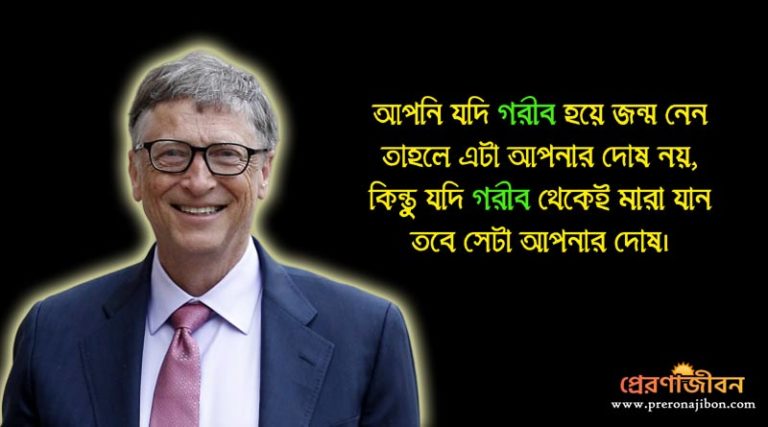 আপনি যদি গরীব হয়ে জন্ম নেন
তাহলে এটা আপনার দোষ নয়,
কিন্তু যদি গরীব থেকেই মারা যান
তবে সেটা আপনার দোষ।
প্রেরণাজীবন
www.preronajibon.com